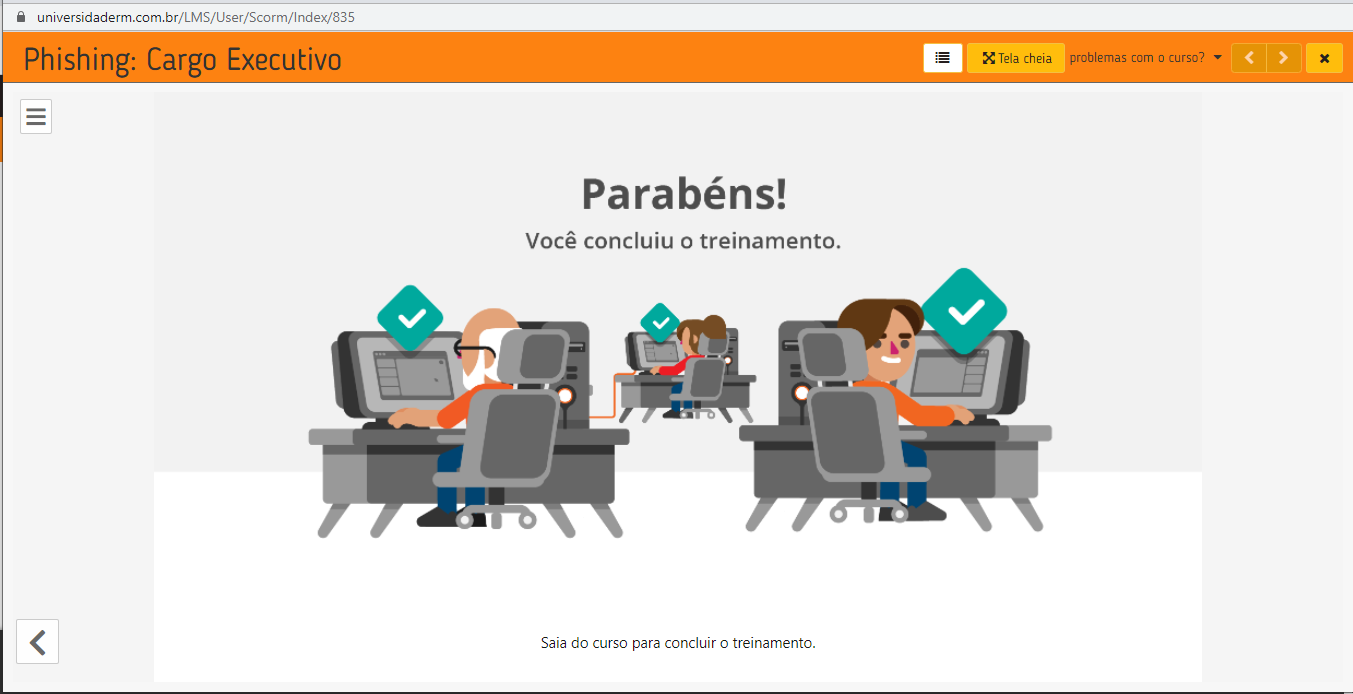 universidaderm.com.br/LMS/User/Scorm/Index/835
Phishing: Cargo Executivo
Tela cheia
problemas com o curso?
Parabéns!
Você concluiu o treinamento.
Saia do curso para concluir o treinamento.